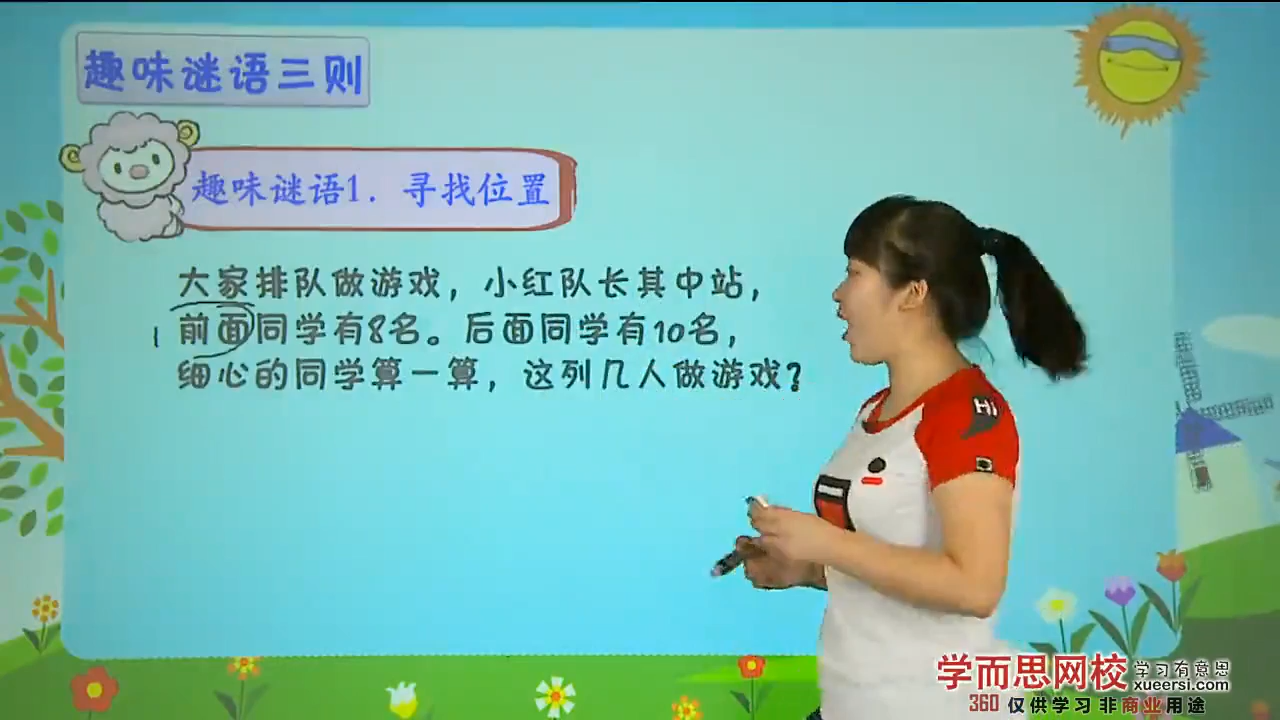 趣味谜语三则
趣味谜语1. 寻找位置
大家排队做游戏，小红队长其中站，
前面同学有8名。后面同学有10名，
细心的同学算一算，这列几人做游戏？
Hi
学而思网校 学习有意思
xueersi.com
360 仅供学习 非商业用途